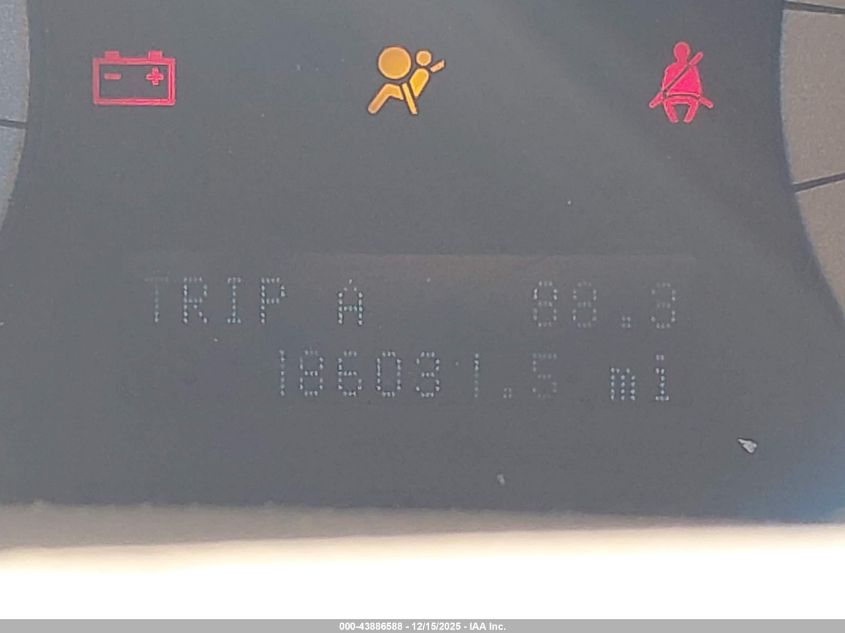 TRIP A 88.3
186031.5 mi
000-43886588 - 12/15/2025 - IAA Inc.